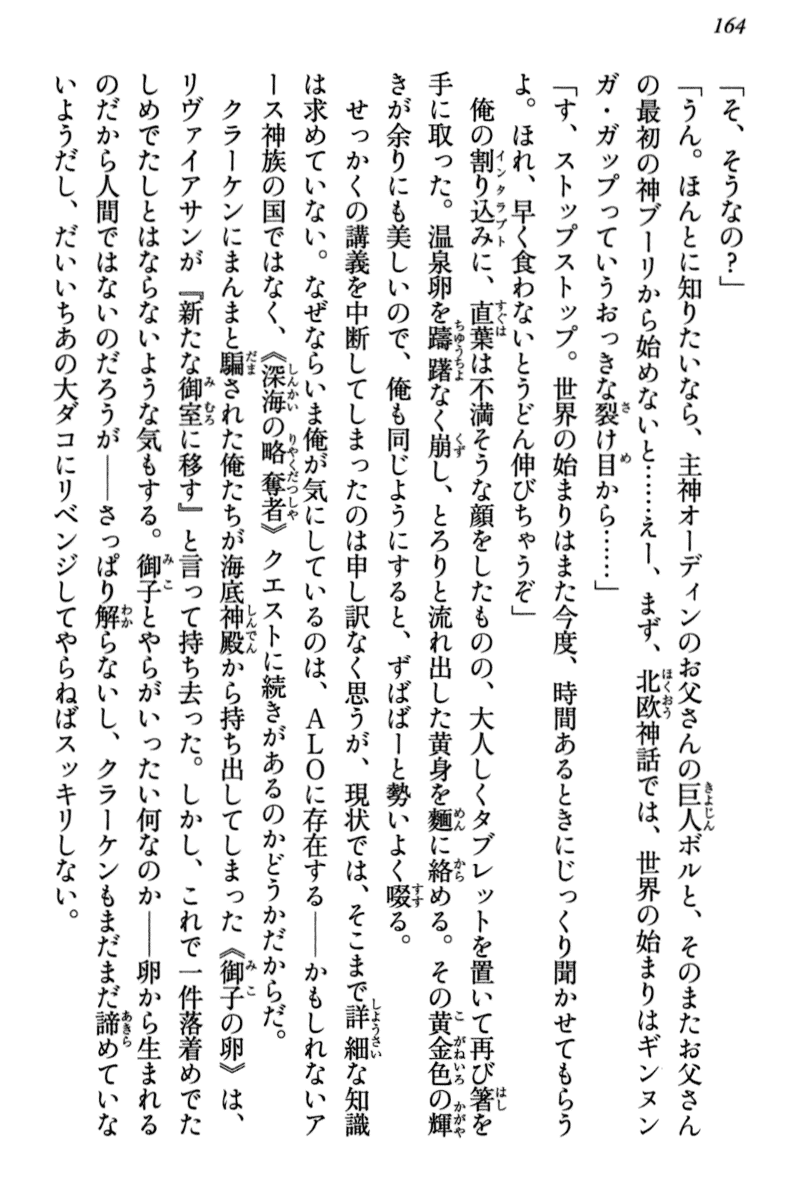 164
「そ、そうなの？」
「うん。ほんとに知りたいなら、主神オーディンのお父さんの巨人ボルと、そのまたお父さん
の最初の神ブーリから始めないと……えー、まず、北欧神話では、世界の始まりはギンヌン
ガ・ガップっていうおっきな裂け目から……」
「す、ストップストップ。世界の始まりはまた今度、時間あるときにじっくり聞かせてもらう
よ。ほれ、早く食わないとうどん伸びちゃうぞ」
俺の割り込みに、直葉は不満そうな顔をしたものの、大人しくタブレットを置いて再び箸を
手に取った。温泉卵を躊躇なく崩し、とろりと流れ出した黄身を麵に絡める。その黄金色の輝
きが余りにも美しいので、俺も同じようにすると、ずばばーと勢いよく啜る。
せっかくの講義を中断してしまったのは申し訳なく思うが、現状では、そこまで詳細な知識
は求めていない。なぜならいま俺が気にしているのは、ＡＬＯに存在する――かもしれないア
ース神族の国ではなく、《深海の略奪者》クエストに続きがあるのかどうかだからだ。
クラーケンにまんまと騙された俺たちが海底神殿から持ち出してしまった《御子の卵》は、
リヴァイアサンが『新たな御室に移す』と言って持ち去った。しかし、これで一件落着めでた
しめでたしとはならないような気もする。御子とやらがいったい何なのか――卵から生まれる
のだから人間ではないのだろうが――さっぱり解らないし、クラーケンもまだまだ諦めていな
いようだし、だいいちあの大ダコにリベンジしてやらねばスッキリしない。